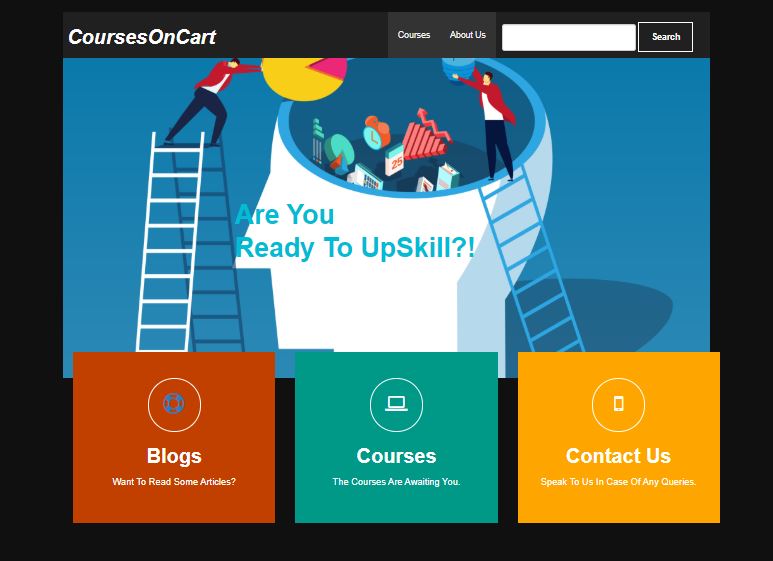 CoursesOnCart
Courses
About Us
Search
25
Are You
Ready To UpSkill?!
Blogs
Want To Read Some Articles?
Courses
The Courses Are Awaiting You.
Contact Us
Speak To Us In Case Of Any Queries.